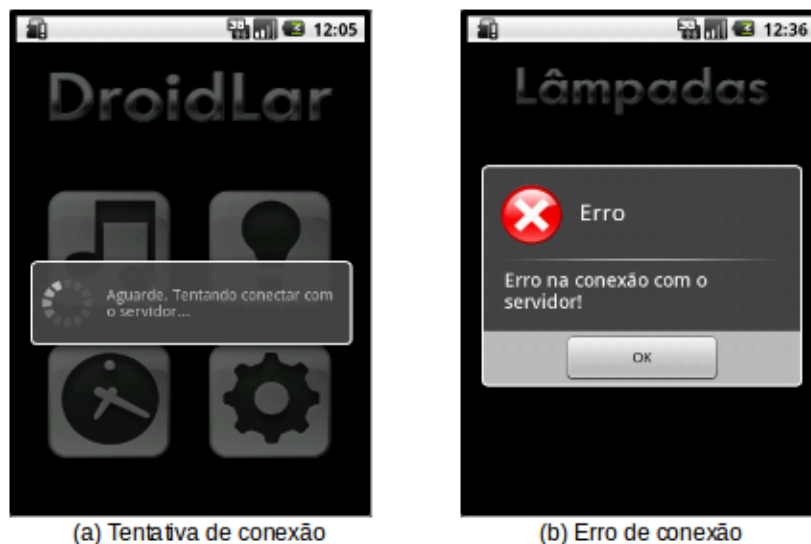 12:05
DroidLar
Aguarde. Tentando conectar com
o servidor...
(a) Tentativa de conexão
12:36
Lâmpadas
Erro
Erro na conexão com o
servidor!
OK
(b) Erro de conexão